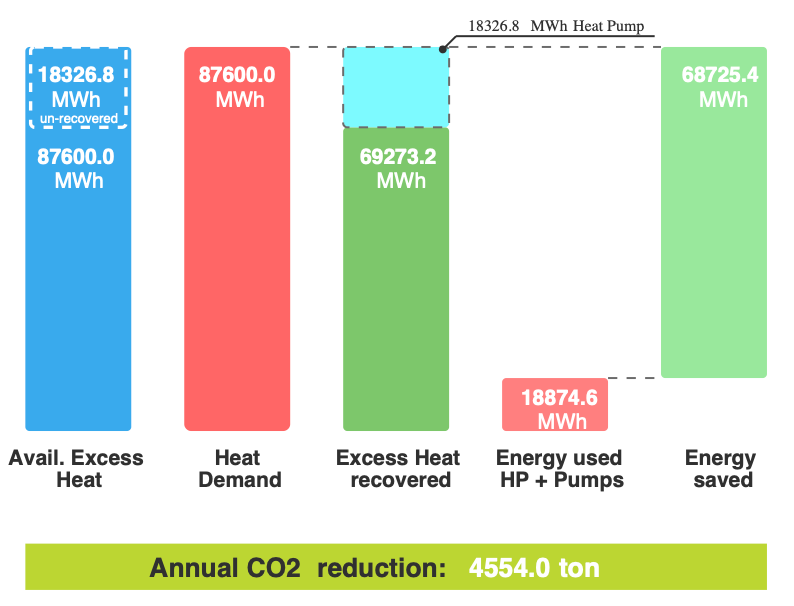 18326.8 MWh Heat Pump
18326.8
MWh
un-recovered
87600.0
MWh
87600.0
MWh
69273.2
MWh
18874.6
MWh
68725.4
MWh
Avail. Excess
Heat
Heat
Demand
Excess Heat
recovered
Energy used
HP + Pumps
Energy
saved
Annual CO2 reduction: 4554.0 ton